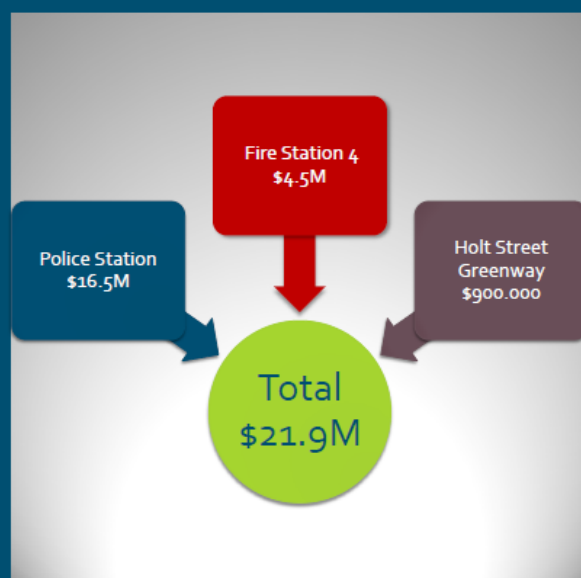 Fire Station 4
$4.5M
Police Station
$16.5M
Holt Street
Greenway
$900.000
Total
$21.9M